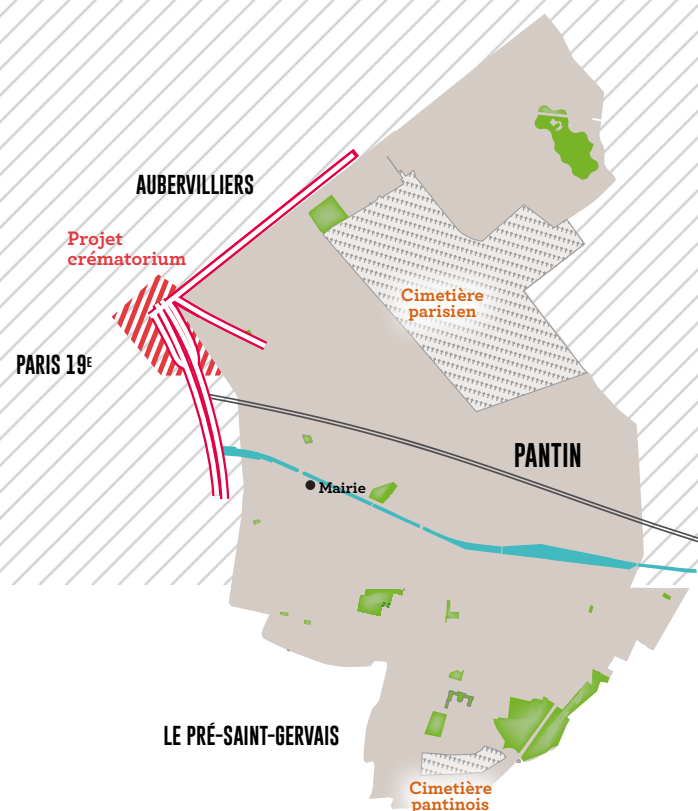 AUBERVILLIERS
Projet
crématorium
Cimetière
parisien
PARIS 19E
PANTIN
Mairie
LE PRÉ-SAINT-GERVAIS
Cimetière
pantinois